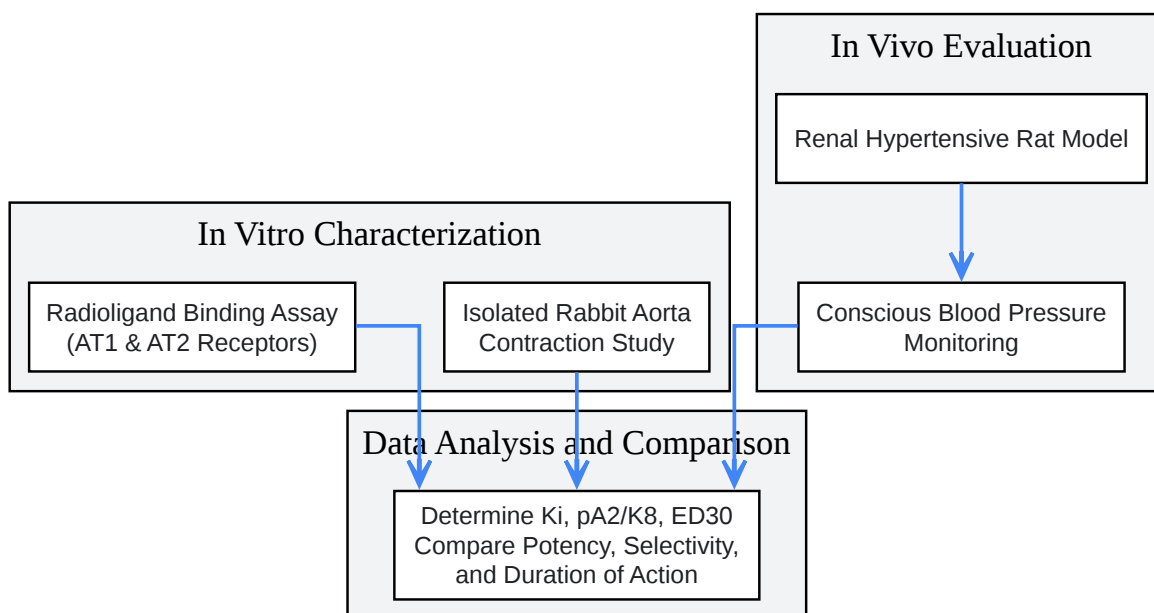 In Vivo Evaluation
Renal Hypertensive Rat Model
In Vitro Characterization
Radioligand Binding Assay
(AT1 & AT2 Receptors)
Isolated Rabbit Aorta
Contraction Study
Conscious Blood Pressure
Monitoring
Data Analysis and Comparison
Determine Ki, pA2/K8, ED30
Compare Potency, Selectivity,
and Duration of Action